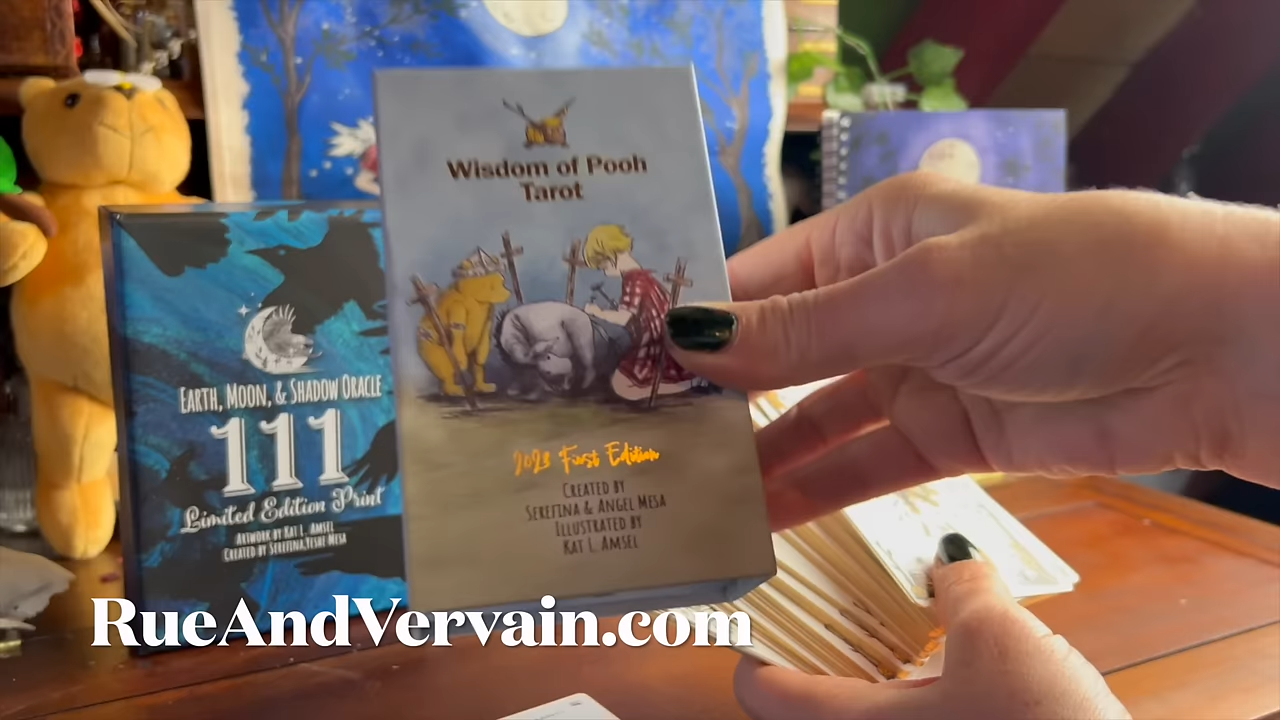 Wisdom of Pooh
Tarot
2023 First Edition
Created by
Serefina & Angel Mesa
Illustrated by
Kat L. Amsel
Earth, Moon, & Shadow Oracle
111
Limited Edition Print
Artwork by Kat L. Amsel
Created by Serefina,Yeshe Mesa
RueAndVervain.com